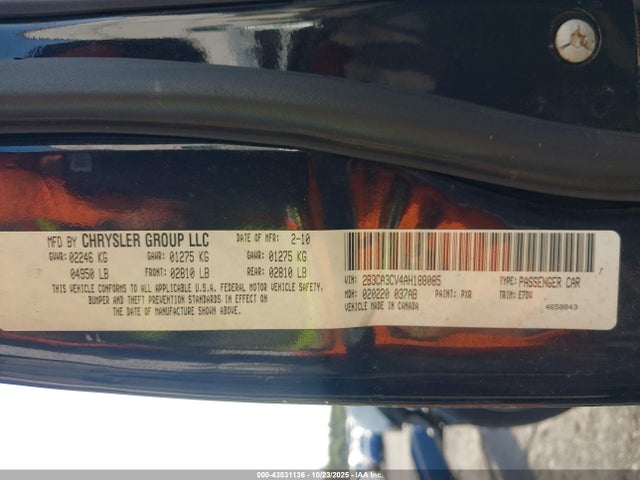 MFD BY CHRYSLER GROUP LLC DATE OF MFR: 2-10
GVWR: 02246 KG GAWR: 01275 KG GAWR: 01275 KG
04950 LB FRONT: 02810 LB REAR: 02810 LB
THIS VEHICLE CONFORMS TO ALL APPLICABLE U.S.A. FEDERAL MOTOR VEHICLE SAFETY,
BUMPER AND THEFT PREVENTION STANDARDS IN EFFECT ON
THE DATE OF MANUFACTURE SHOWN ABOVE.
VIN: 2B3CA3CV4AH198085 TYPE: PASSENGER CAR
MDH: 020220 037AB PAINT: PXR TRIM: E7DV
VEHICLE MADE IN CANADA 4658843
000-43531136 - 10/23/2025 - IAA Inc.